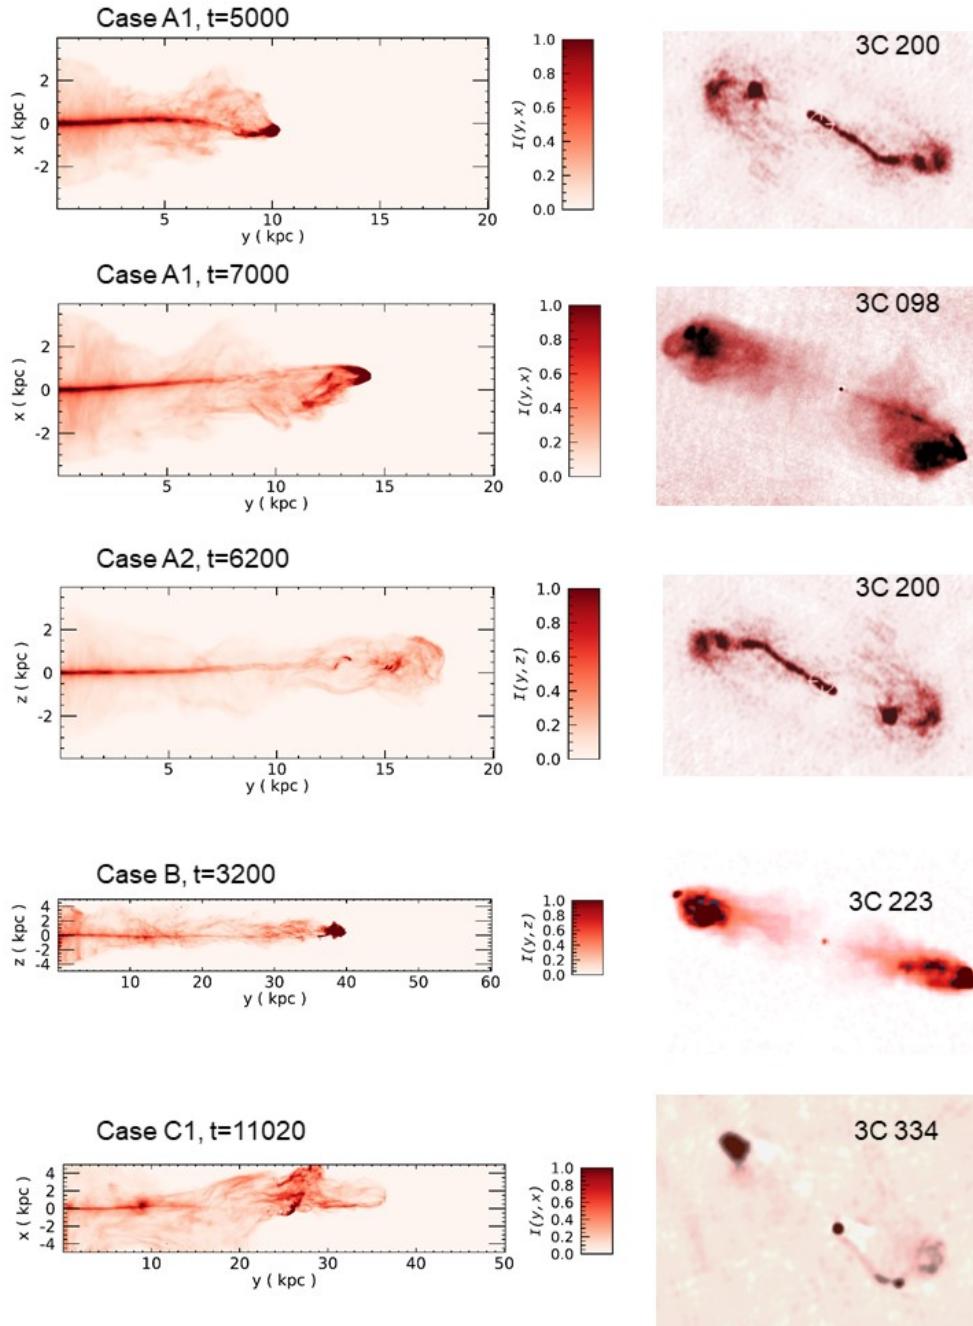 Case A1, t=5000
3C 200
x ( kpc )
2
0
-2
5
10
15
20
y ( kpc )
I(y,x)
1.0
0.8
0.6
0.4
0.2
0.0
Case A1, t=7000
3C 098
x ( kpc )
2
0
-2
5
10
15
20
y ( kpc )
I(y,x)
1.0
0.8
0.6
0.4
0.2
0.0
Case A2, t=6200
3C 200
z ( kpc )
2
0
-2
5
10
15
20
y ( kpc )
I(y,z)
1.0
0.8
0.6
0.4
0.2
0.0
Case B, t=3200
3C 223
z ( kpc )
4
2
0
-2
-4
10
20
30
40
50
60
y ( kpc )
I(y,z)
1.0
0.8
0.6
0.4
0.2
0.0
Case C1, t=11020
3C 334
x ( kpc )
4
2
0
-2
-4
10
20
30
40
50
y ( kpc )
I(y,x)
1.0
0.8
0.6
0.4
0.2
0.0